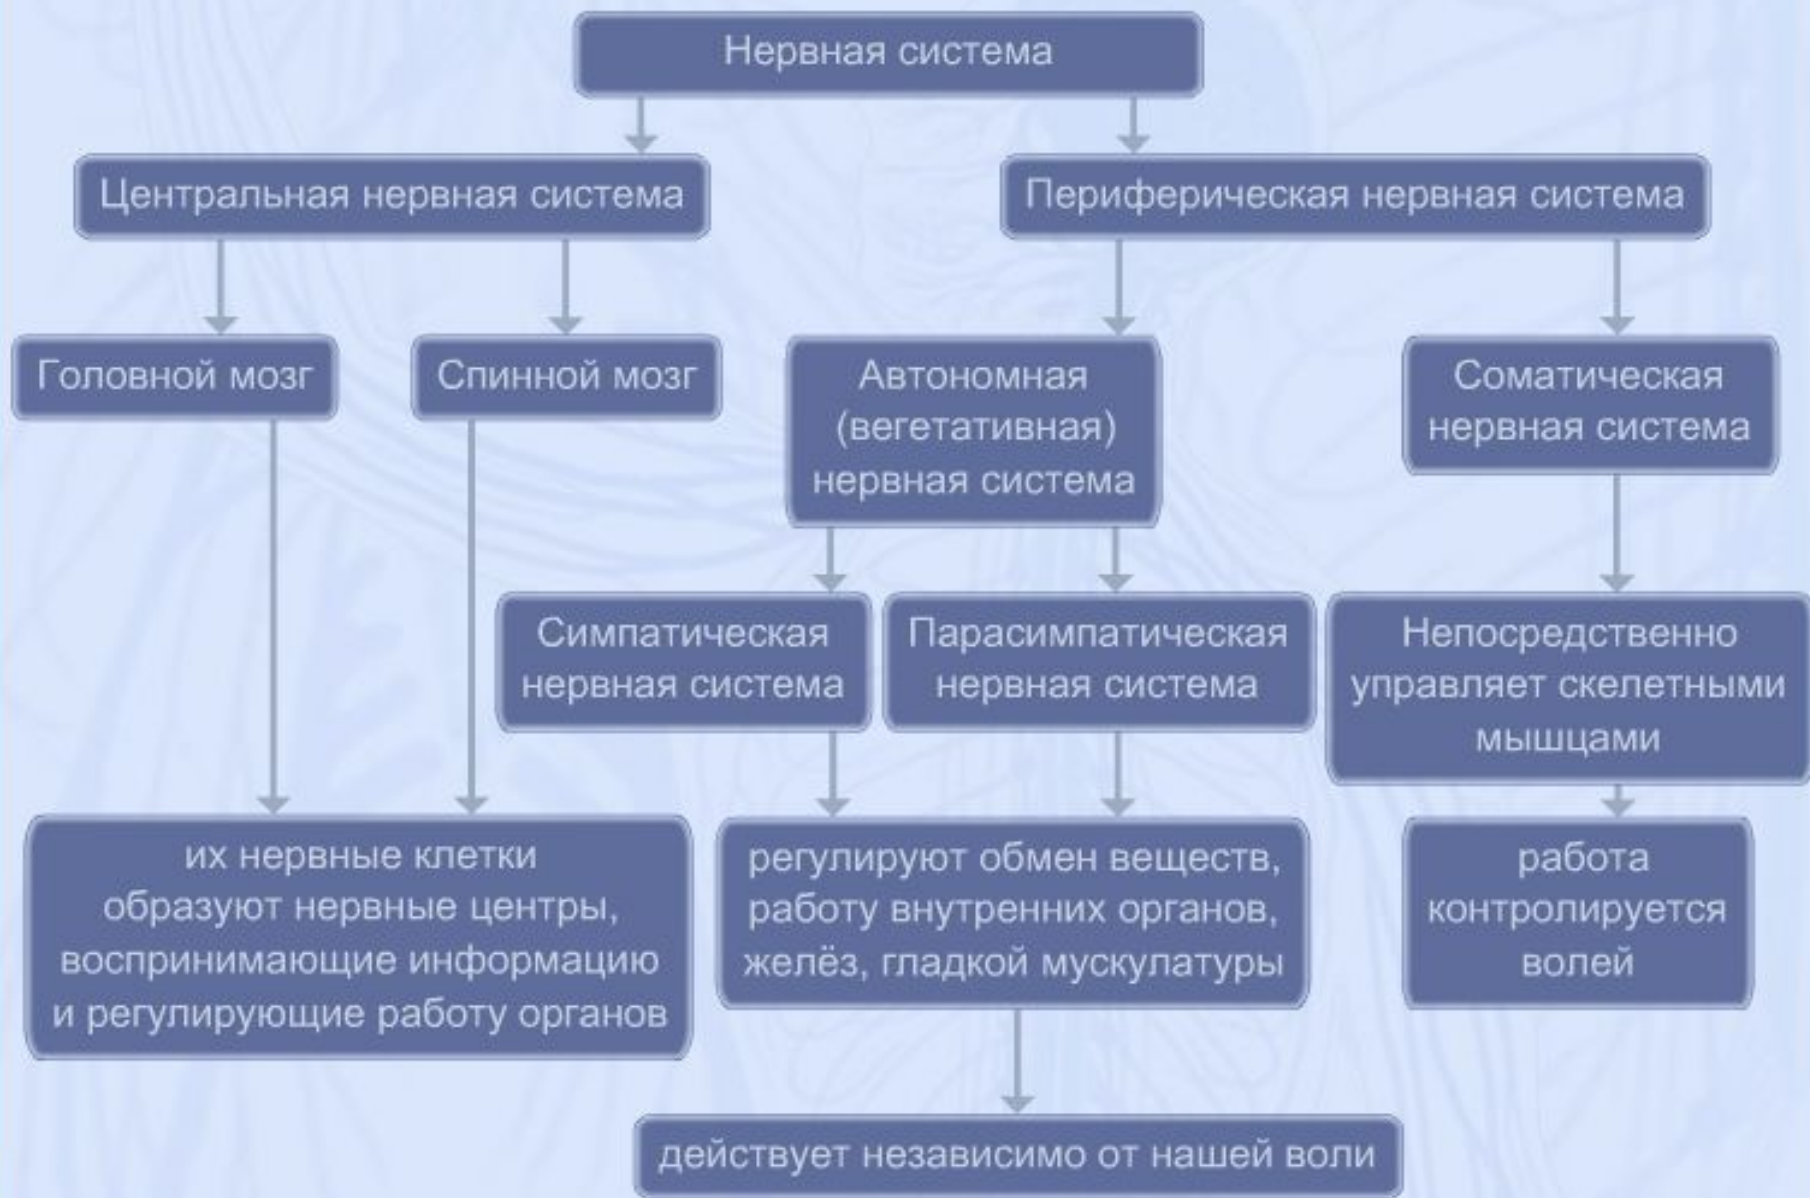 Нервная система
Центральная нервная система
Периферическая нервная система
Головной мозг
Спинной мозг
Автономная
(вегетативная)
нервная система
Соматическая
нервная система
Симпатическая
нервная система
Парасимпатическая
нервная система
Непосредственно
управляет скелетными
мышцами
их нервные клетки
образуют нервные центры,
воспринимающие информацию
и регулирующие работу органов
регулируют обмен веществ,
работу внутренних органов,
желёз, гладкой мускулатуры
работа
контролируется
волей
действует независимо от нашей воли